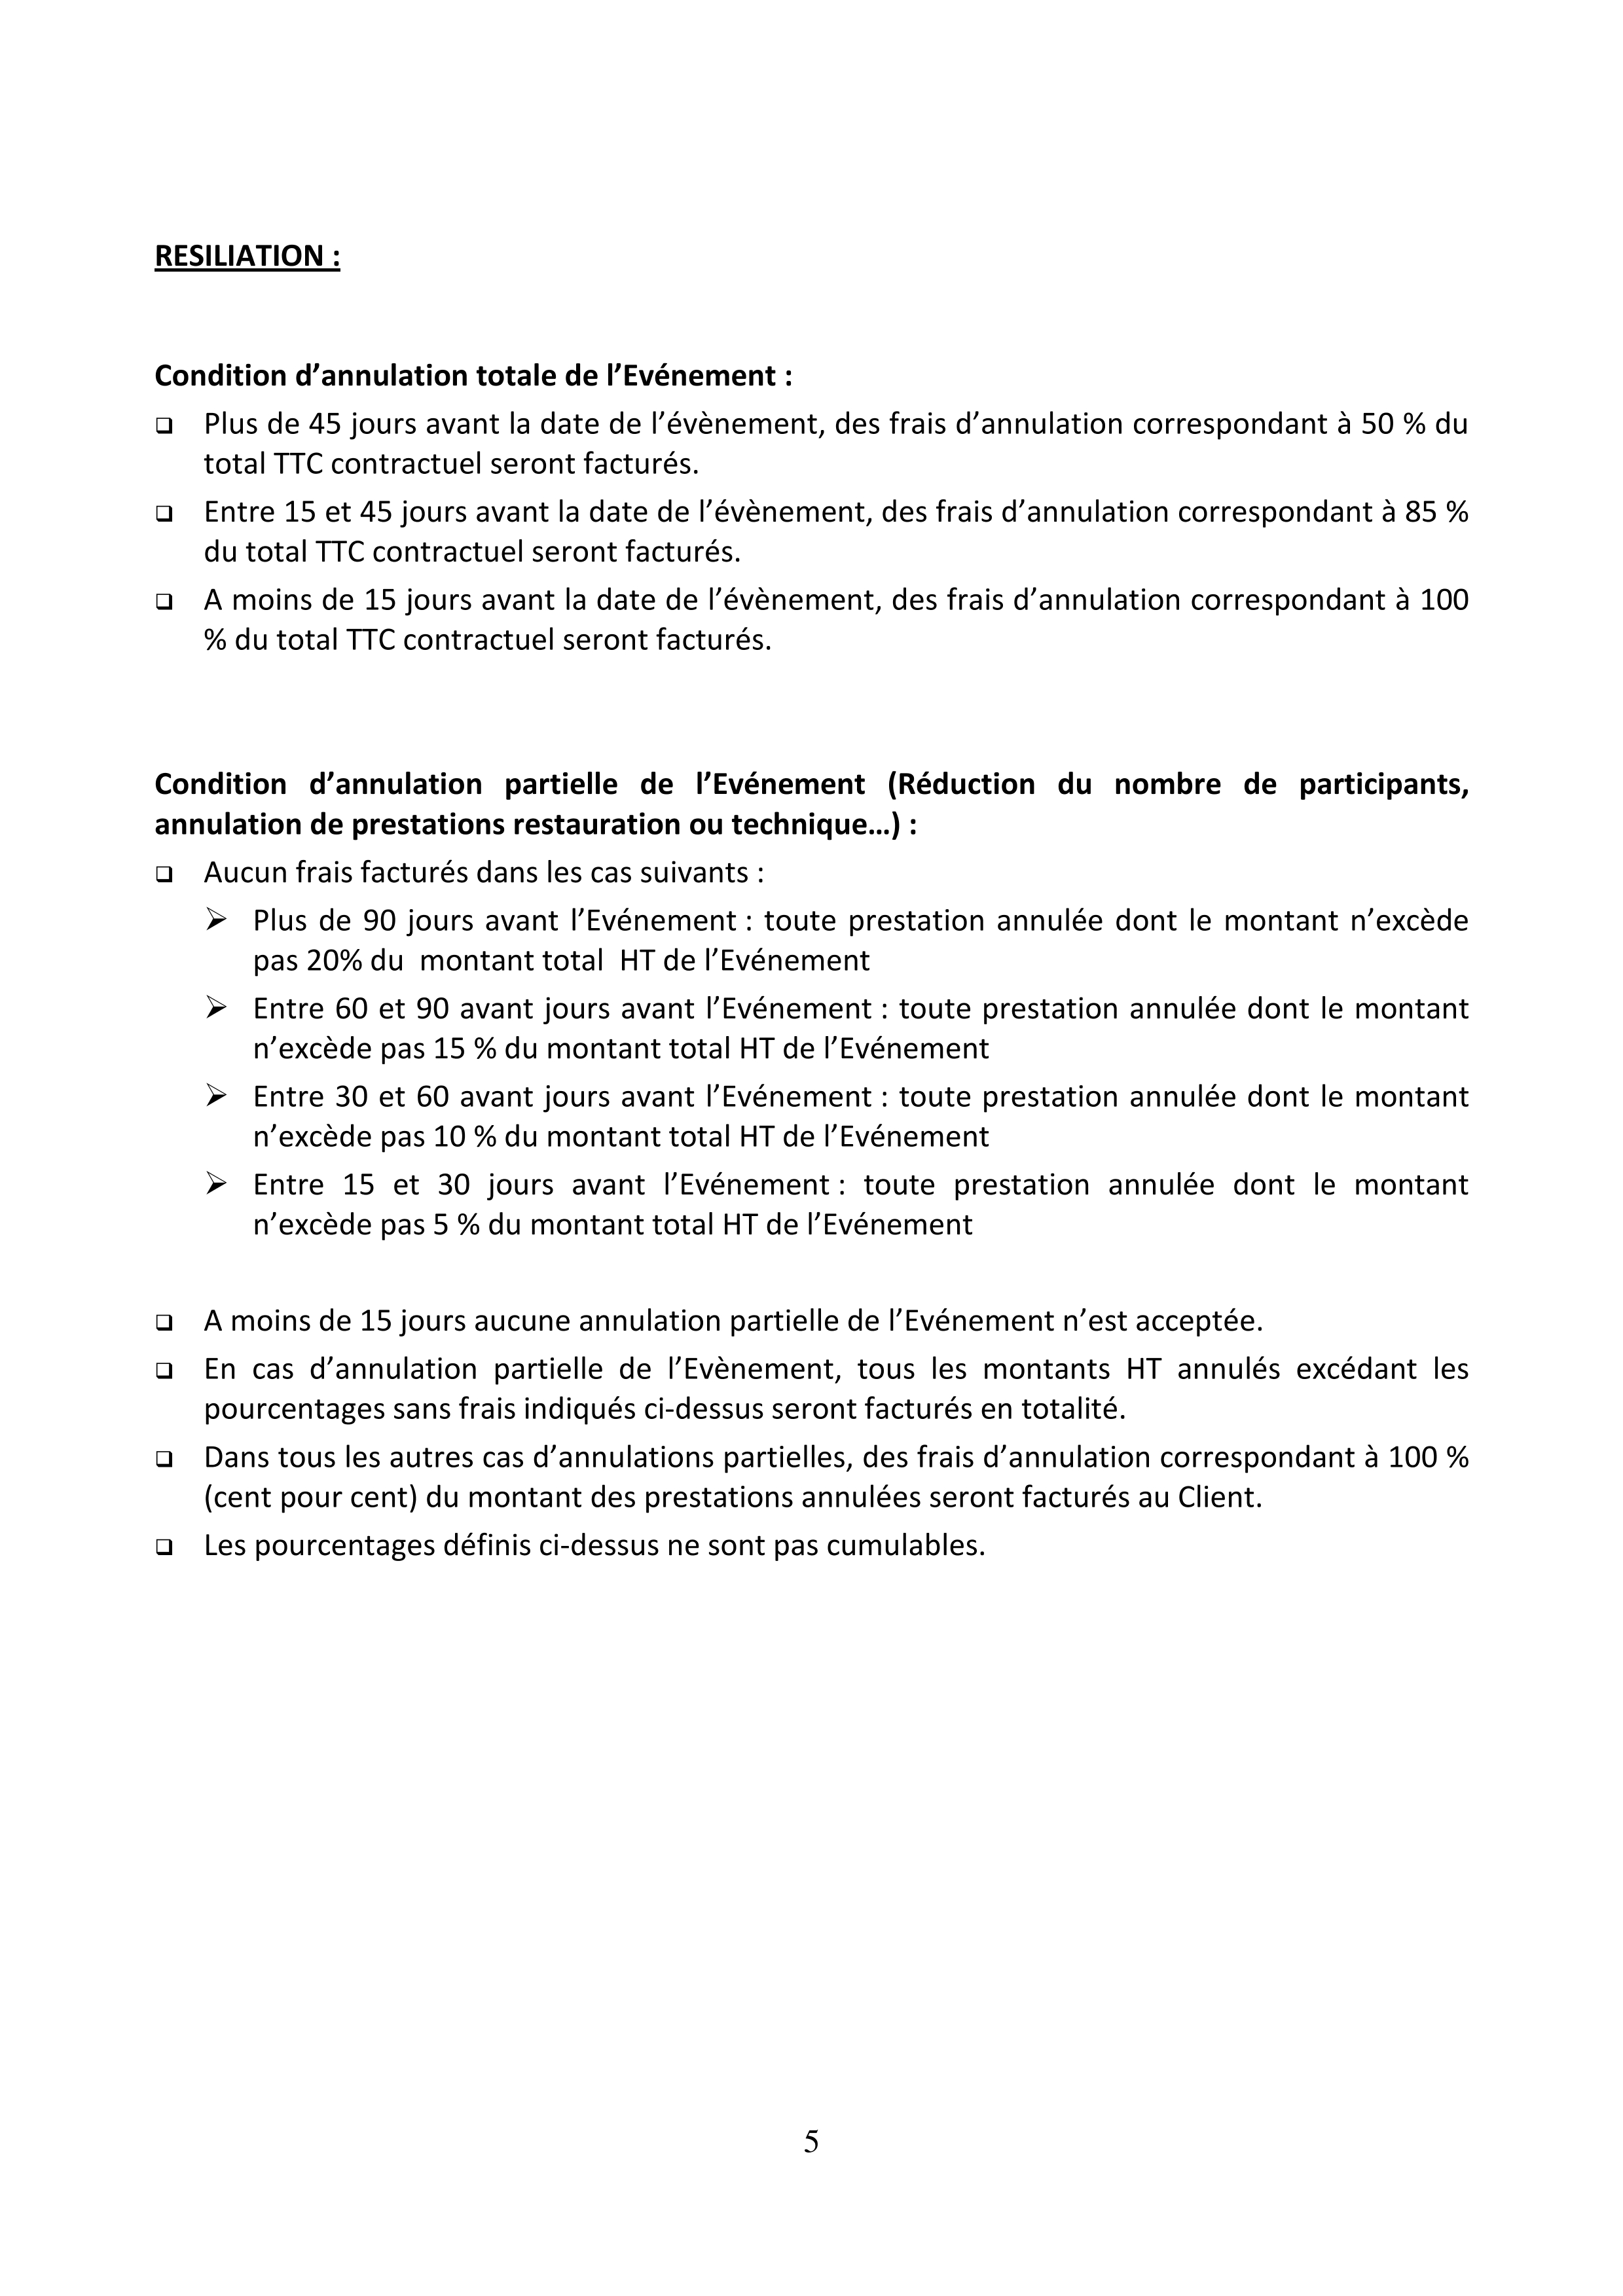 RESILIATION :
Condition d’annulation totale de l’Evénement :
❑ Plus de 45 jours avant la date de l’évènement, des frais d’annulation correspondant à 50 % du
total TTC contractuel seront facturés.
❑ Entre 15 et 45 jours avant la date de l’évènement, des frais d’annulation correspondant à 85 %
du total TTC contractuel seront facturés.
❑ A moins de 15 jours avant la date de l’évènement, des frais d’annulation correspondant à 100
% du total TTC contractuel seront facturés.
Condition d’annulation partielle de l’Evénement (Réduction du nombre de participants,
annulation de prestations restauration ou technique…) :
❑ Aucun frais facturés dans les cas suivants :
➢ Plus de 90 jours avant l’Evénement : toute prestation annulée dont le montant n’excède
pas 20% du montant total HT de l’Evénement
➢ Entre 60 et 90 avant jours avant l’Evénement : toute prestation annulée dont le montant
n’excède pas 15 % du montant total HT de l’Evénement
➢ Entre 30 et 60 avant jours avant l’Evénement : toute prestation annulée dont le montant
n’excède pas 10 % du montant total HT de l’Evénement
➢ Entre 15 et 30 jours avant l’Evénement : toute prestation annulée dont le montant
n’excède pas 5 % du montant total HT de l’Evénement
❑ A moins de 15 jours aucune annulation partielle de l’Evénement n’est acceptée.
❑ En cas d’annulation partielle de l’Evènement, tous les montants HT annulés excédant les
pourcentages sans frais indiqués ci-dessus seront facturés en totalité.
❑ Dans tous les autres cas d’annulations partielles, des frais d’annulation correspondant à 100 %
(cent pour cent) du montant des prestations annulées seront facturés au Client.
❑ Les pourcentages définis ci-dessus ne sont pas cumulables.
5